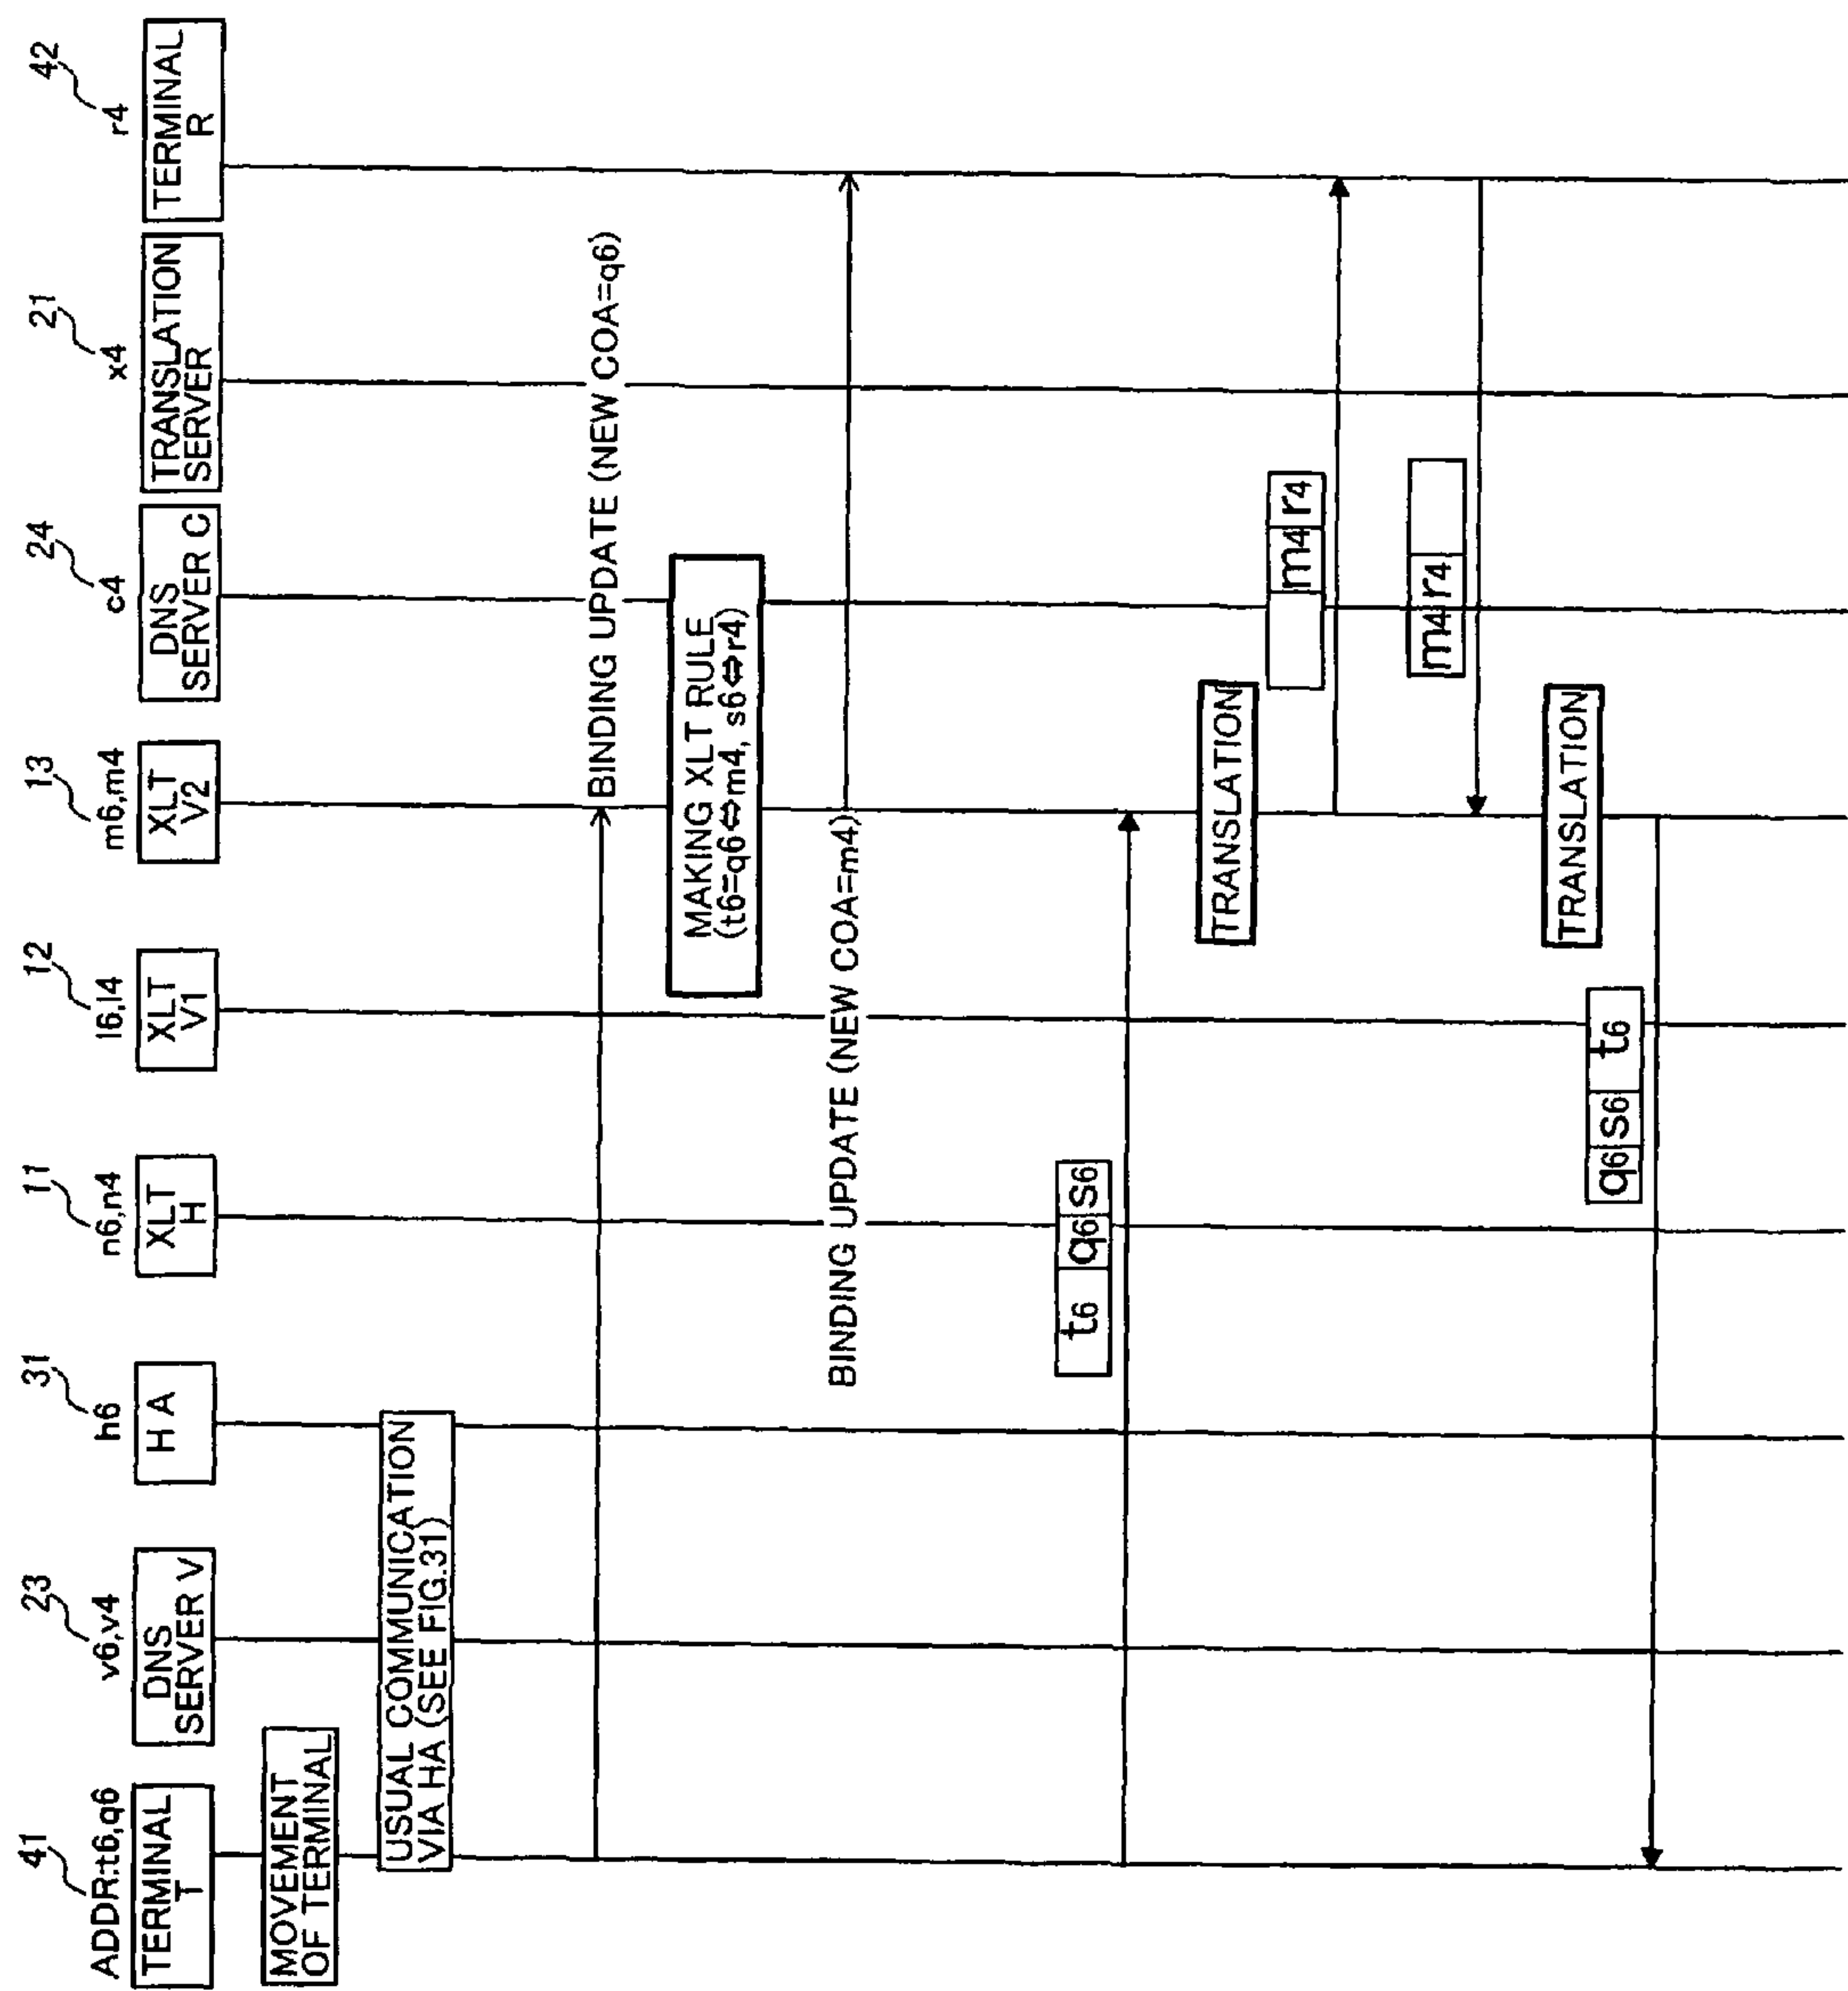 41
ADDR:t6,q6
TERMINAL
T
23
v6,v4
DNS
SERVER V
31
h6
H A
11
n6,n4
XLT
H
12
l6,l4
XLT
V1
13
m6,m4
XLT
V2
24
c4
DNS
SERVER C
21
x4
TRANSLATION
SERVER
42
r4
TERMINAL
R
MOVEMENT
OF TERMINAL
USUAL COMMUNICATION
VIA HA (SEE FIG.31)
BINDING UPDATE (NEW COA=q6)
MAKING XLT RULE
(t6=q6⇔m4, s6⇔r4)
BINDING UPDATE (NEW COA=m4)
t6 q6 s6
TRANSLATION
m4 r4
m4 r4
TRANSLATION
q6 s6 t6